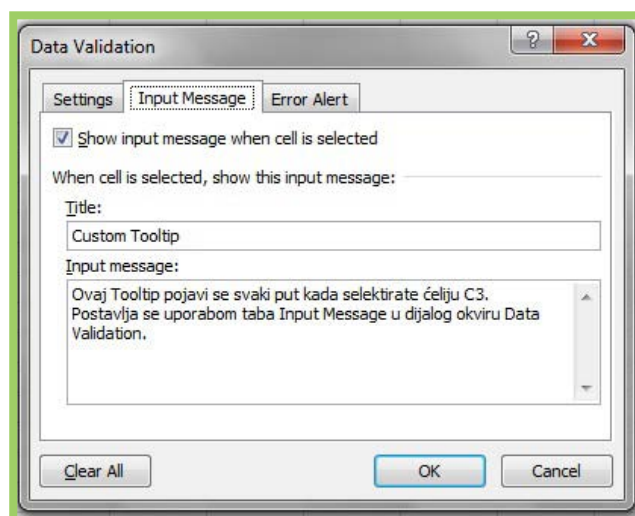 Data Validation
Settings
Input Message
Error Alert
Show input message when cell is selected
When cell is selected, show this input message:
Title:
Custom Tooltip
Input message:
Ovaj Tooltip pojavi se svaki put kada selektirate ćeliju C3.
Postavlja se uporabom taba Input Message u dijalog okviru Data
Validation.
Clear All
OK
Cancel